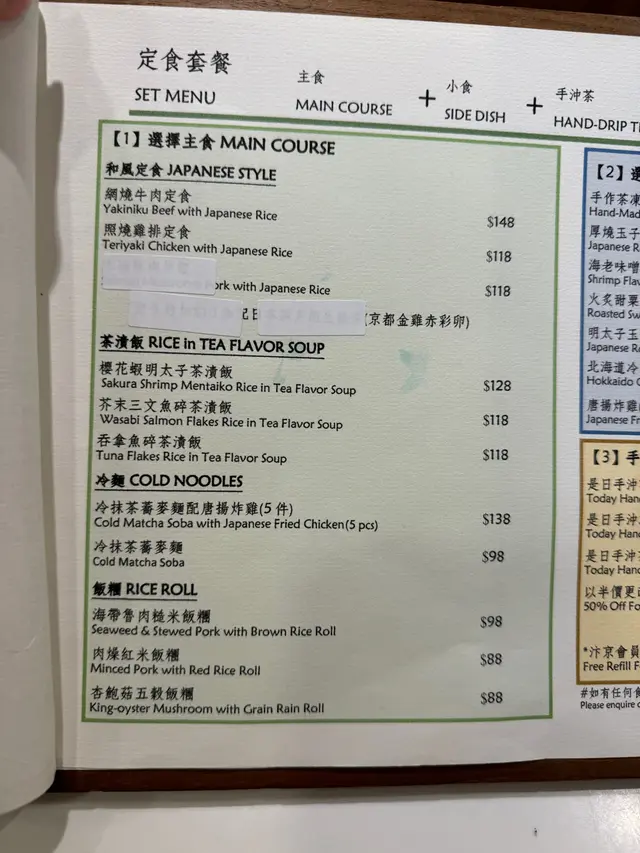 定食套餐
SET MENU
主食
MAIN COURSE
+
小食
SIDE DISH
+
手沖茶
HAND-DRIP
【1】選擇主食 MAIN COURSE
和風定食 JAPANESE STYLE
網燒牛肉定食
Yakiniku Beef with Japanese Rice
$148
照燒雞排定食
Teriyaki Chicken with Japanese Rice
$118
with Japanese Rice
$118
(京都金雞赤彩卵)
茶漬飯 RICE in TEA FLAVOR SOUP
櫻花蝦明太子茶漬飯
Sakura Shrimp Mentaiko Rice in Tea Flavor Soup
$128
芥末三文魚碎茶漬飯
Wasabi Salmon Flakes Rice in Tea Flavor Soup
$118
吞拿魚碎茶漬飯
Tuna Flakes Rice in Tea Flavor Soup
$118
冷麵 COLD NOODLES
冷抹茶蕎麥麵配唐揚炸雞(5 件)
Cold Matcha Soba with Japanese Fried Chicken(5 pcs)
$138
冷抹茶蕎麥麵
Cold Matcha Soba
$98
飯糰 RICE ROLL
海帶魯肉糙米飯糰
Seaweed & Stewed Pork with Brown Rice Roll
$98
肉燥紅米飯糰
Minced Pork with Red Rice Roll
$88
杏鮑菇五穀飯糰
King-oyster Mushroom with Grain Rain Roll
$88
【2】
手作茶凍
Hand-Mad
厚燒玉子
Japanese R
海老味噌
Shrimp Flav
火炙甜粟
Roasted Sw
明太子玉
Japanese R
北海道冷
Hokkaido C
唐揚炸雞
Japanese Fri
【3】手
是日手沖
Today Han
是日手沖
Today Han
是日手沖
Today Hand
以半價更
50% Off Fo
*汴京會員
Free Refill F
#如有任何食
Please enquire o